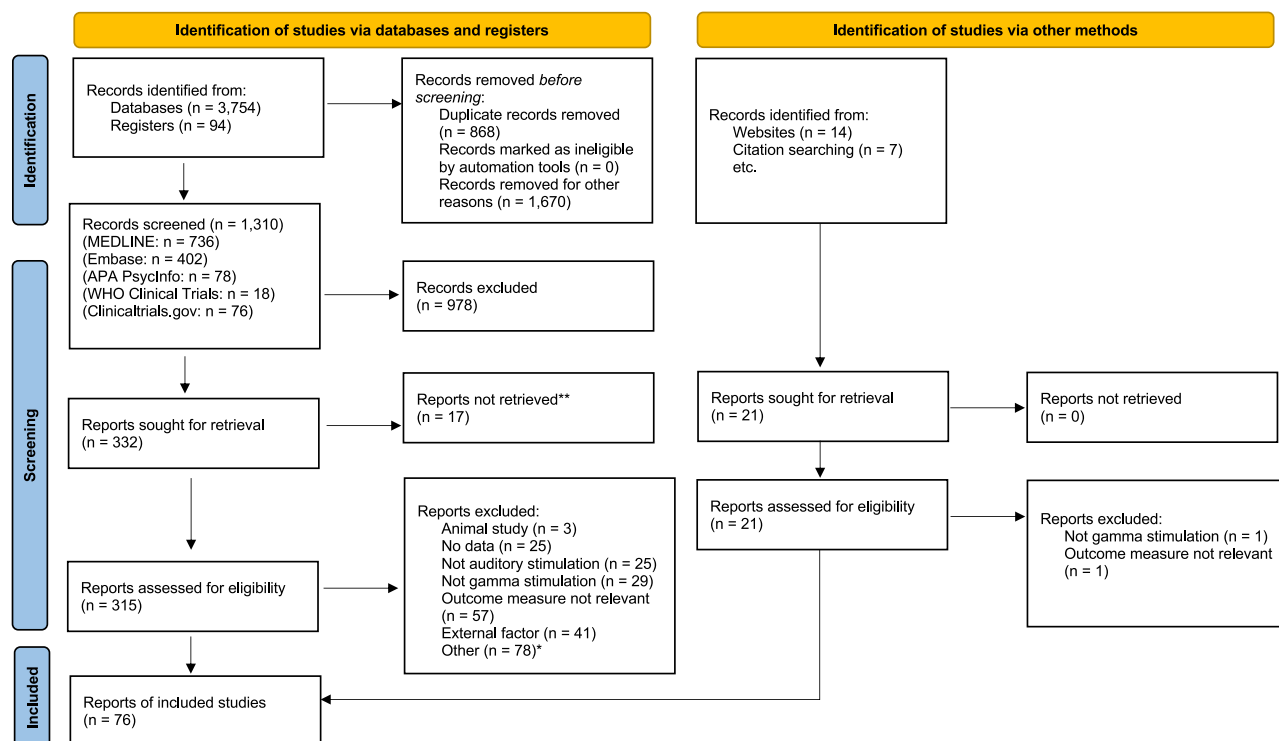 Identification of studies via databases and registers
Identification of studies via other methods
Identification
Records identified from:
Databases (n = 3,754)
Registers (n = 94)
Records removed before
screening:
Duplicate records removed
(n = 868)
Records marked as ineligible
by automation tools (n = 0)
Records removed for other
reasons (n = 1,670)
Records identified from:
Websites (n = 14)
Citation searching (n = 7)
etc.
Screening
Records screened (n = 1,310)
(MEDLINE: n = 736)
(Embase: n = 402)
(APA PsycInfo: n = 78)
(WHO Clinical Trials: n = 18)
(Clinicaltrials.gov: n = 76)
Records excluded
(n = 978)
Reports sought for retrieval
(n = 332)
Reports not retrieved**
(n = 17)
Reports sought for retrieval
(n = 21)
Reports not retrieved
(n = 0)
Reports assessed for eligibility
(n = 315)
Reports excluded:
Animal study (n = 3)
No data (n = 25)
Not auditory stimulation (n = 25)
Not gamma stimulation (n = 29)
Outcome measure not relevant
(n = 57)
External factor (n = 41)
Other (n = 78)*
Reports assessed for eligibility
(n = 21)
Reports excluded:
Not gamma stimulation (n = 1)
Outcome measure not relevant
(n = 1)
Included
Reports of included studies
(n = 76)